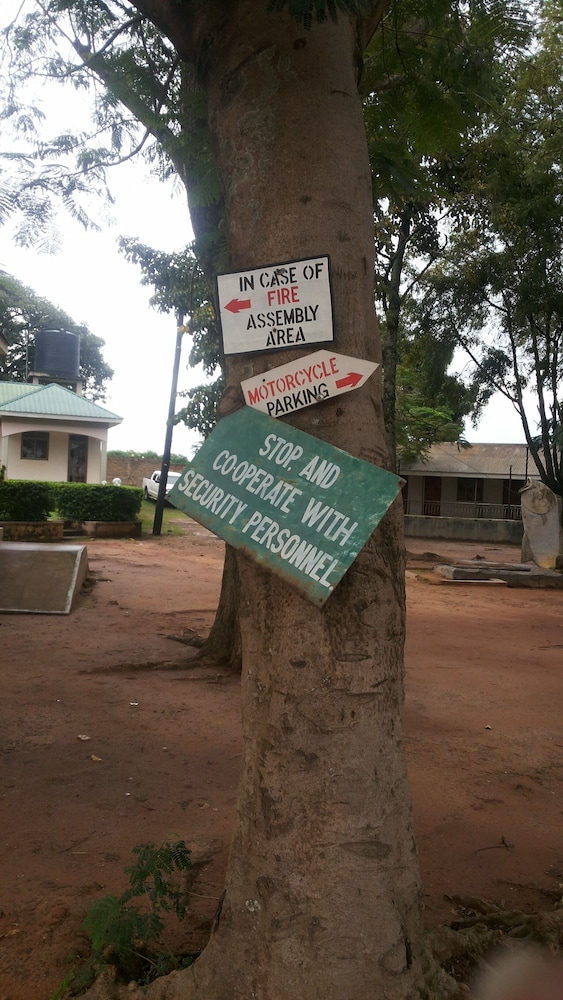 IN CASE OF
FIRE
ASSEMBLY
AREA
MOTORCYCLE
PARKING
STOP. AND
CO-OPERATE WITH
SECURITY PERSONNEL